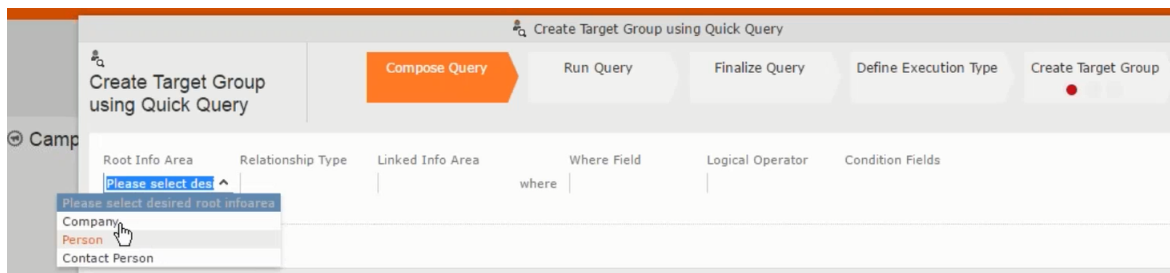 Create Target Group using Quick Query
Create Target Group
using Quick Query
Compose Query
Run Query
Finalize Query
Define Execution Type
Create Target Group
Camp
Root Info Area
Relationship Type
Linked Info Area
Where Field
Logical Operator
Condition Fields
Please select desi
where
Please select desired root infoarea
Company
Person
Contact Person